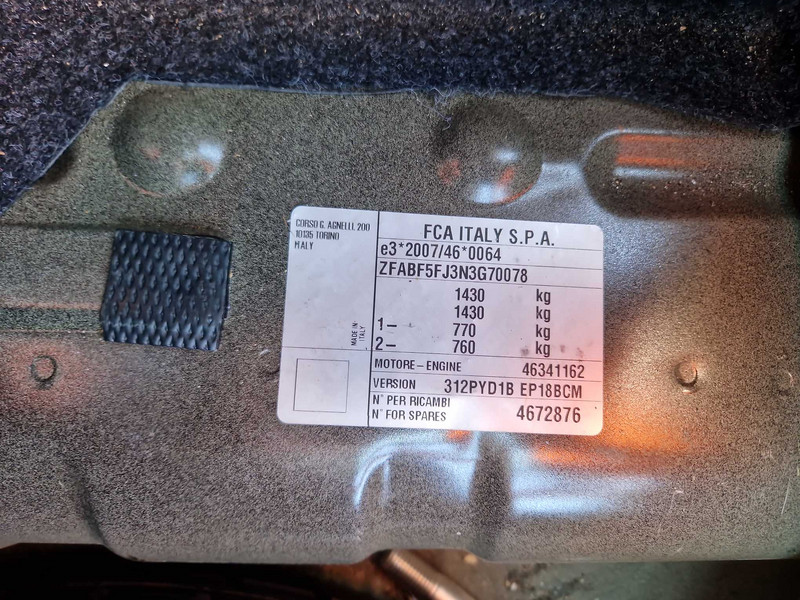 CORSO G. AGNELLI, 200
10135 TORINO
ITALY
MADE IN
ITALY
FCA ITALY S.P.A.
e3*2007/46*0064
ZFABF5FJ3N3G70078
1430 kg
1430 kg
1– 770 kg
2– 760 kg
MOTORE – ENGINE 46341162
VERSION 312PYD1B EP18BCM
N° PER RICAMBI
N° FOR SPARES 4672876